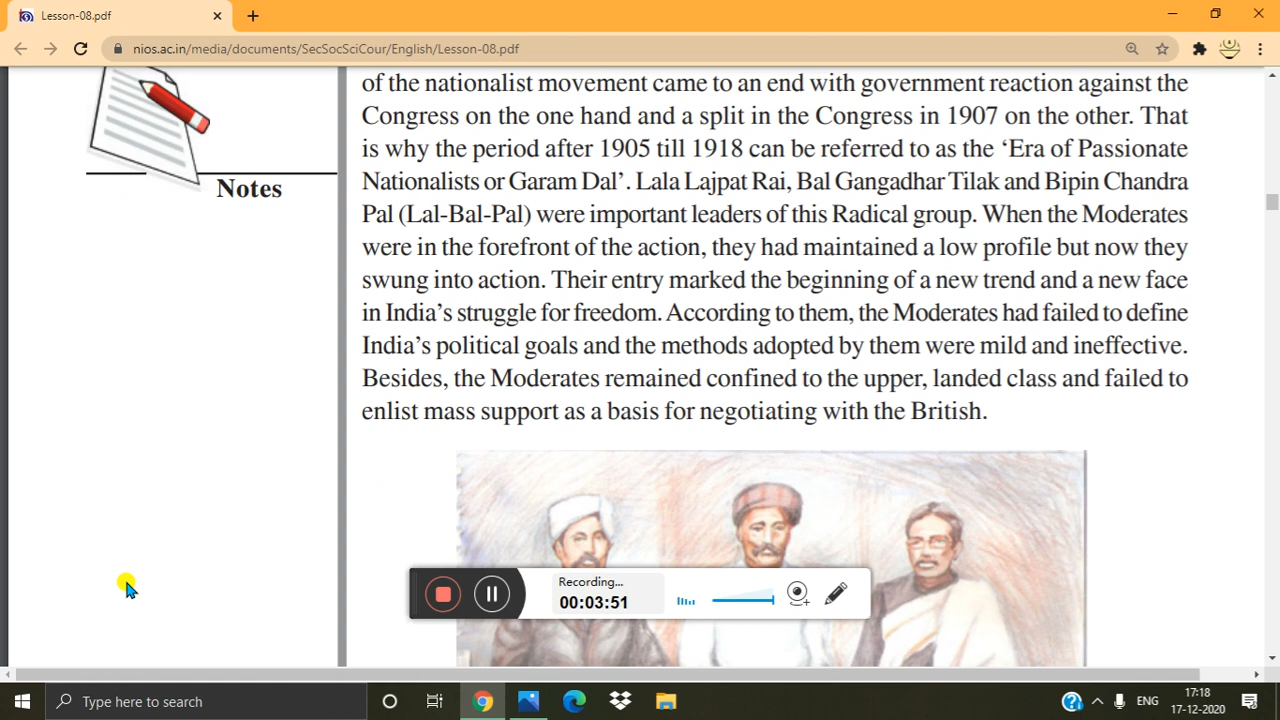 Lesson-08.pdf
nios.ac.in/media/documents/SecSocSciCour/English/Lesson-08.pdf
of the nationalist movement came to an end with government reaction against the
Congress on the one hand and a split in the Congress in 1907 on the other. That
is why the period after 1905 till 1918 can be referred to as the ‘Era of Passionate
Nationalists or Garam Dal’. Lala Lajpat Rai, Bal Gangadhar Tilak and Bipin Chandra
Pal (Lal-Bal-Pal) were important leaders of this Radical group. When the Moderates
were in the forefront of the action, they had maintained a low profile but now they
swung into action. Their entry marked the beginning of a new trend and a new face
in India’s struggle for freedom. According to them, the Moderates had failed to define
India’s political goals and the methods adopted by them were mild and ineffective.
Besides, the Moderates remained confined to the upper, landed class and failed to
enlist mass support as a basis for negotiating with the British.
Notes
Recording...
00:03:51
Type here to search
ENG
17:18
17-12-2020